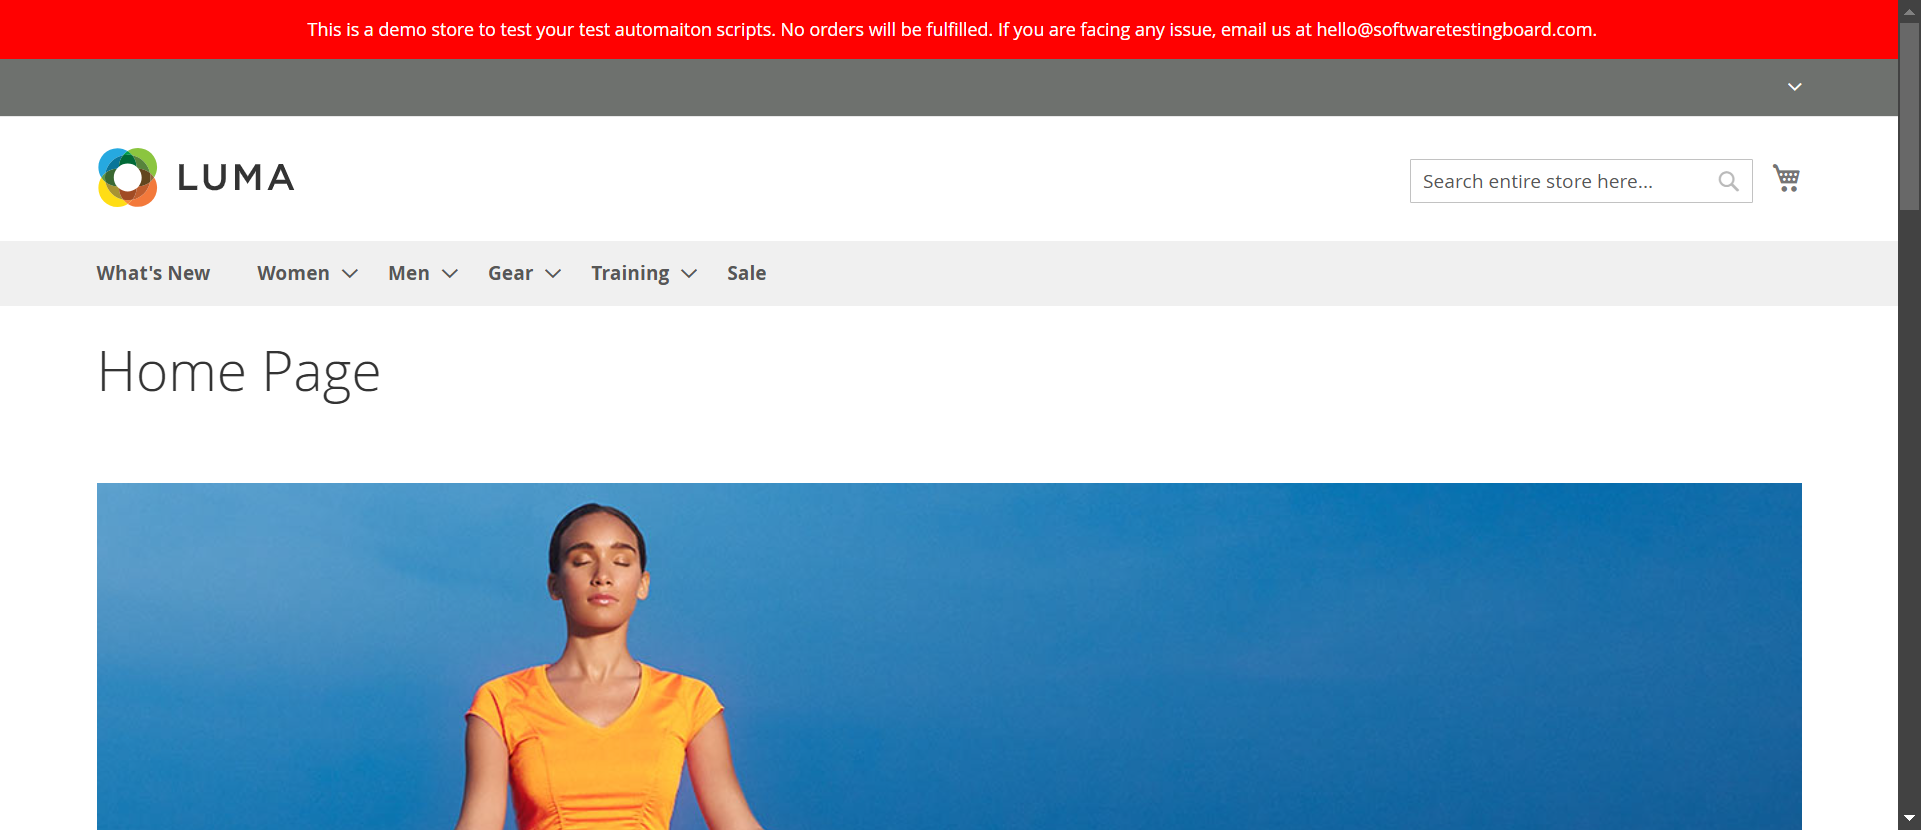 This is a demo store to test your test automaiton scripts. No orders will be fulfilled. If you are facing any issue, email us at hello@softwaretestingboard.com.
LUMA
Search entire store here...
What's New Women Men Gear Training Sale
Home Page